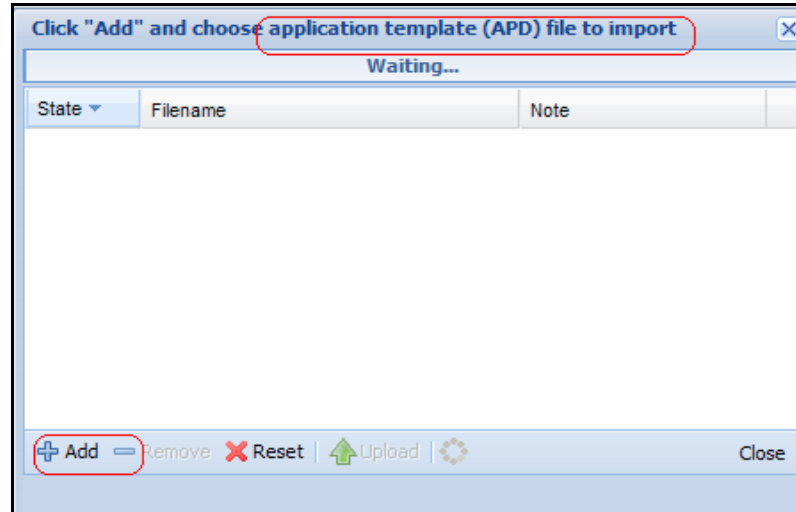 Click "Add" and choose application template (APD) file to import
Waiting...
State Filename Note
Add Remove Reset Upload Close